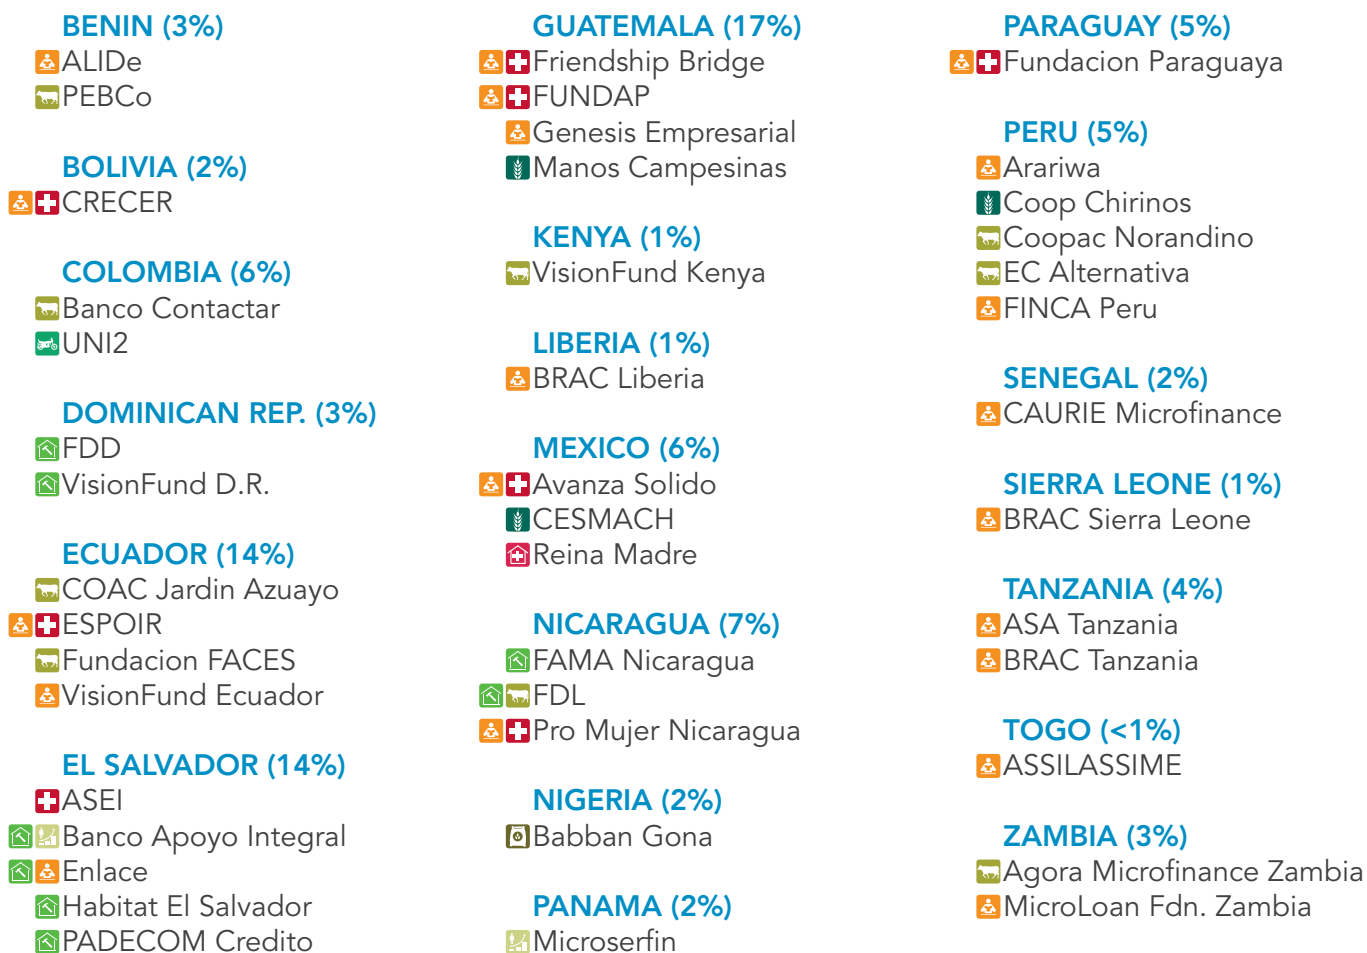 BENIN (3%)
ALIDe
PEBCo
BOLIVIA (2%)
CRECER
COLOMBIA (6%)
Banco Contactar
UNI2
DOMINICAN REP. (3%)
FDD
VisionFund D.R.
ECUADOR (14%)
COAC Jardin Azuayo
ESPOIR
Fundacion FACES
VisionFund Ecuador
EL SALVADOR (14%)
ASEI
Banco Apoyo Integral
Enlace
Habitat El Salvador
PADECOM Credito
GUATEMALA (17%)
Friendship Bridge
FUNDAP
Genesis Empresarial
Manos Campesinas
KENYA (1%)
VisionFund Kenya
LIBERIA (1%)
BRAC Liberia
MEXICO (6%)
Avanza Solido
CESMACH
Reina Madre
NICARAGUA (7%)
FAMA Nicaragua
FDL
Pro Mujer Nicaragua
NIGERIA (2%)
Babban Gona
PANAMA (2%)
Microserfin
PARAGUAY (5%)
Fundacion Paraguaya
PERU (5%)
Arariwa
Coop Chirinos
Coopac Norandino
EC Alternativa
FINCA Peru
SENEGAL (2%)
CAURIE Microfinance
SIERRA LEONE (1%)
BRAC Sierra Leone
TANZANIA (4%)
ASA Tanzania
BRAC Tanzania
TOGO (<1%)
ASSILASSIME
ZAMBIA (3%)
Agora Microfinance Zambia
MicroLoan Fdn. Zambia